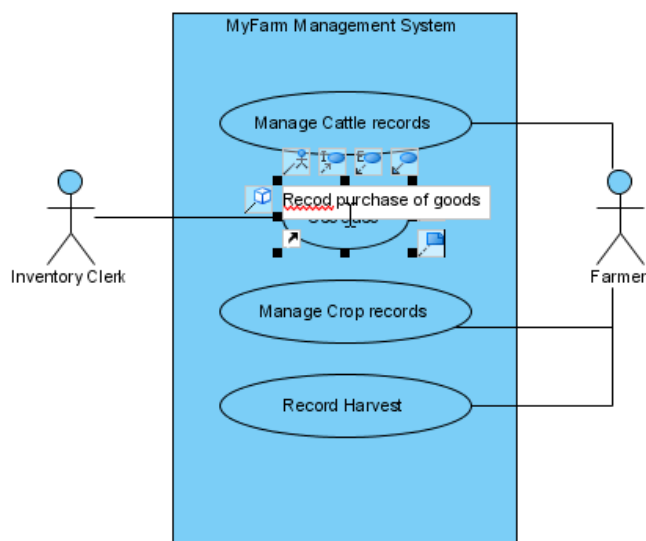 MyFarm Management System
Manage Cattle records
Recod purchase of goods
Inventory Clerk
Farmer
Manage Crop records
Record Harvest